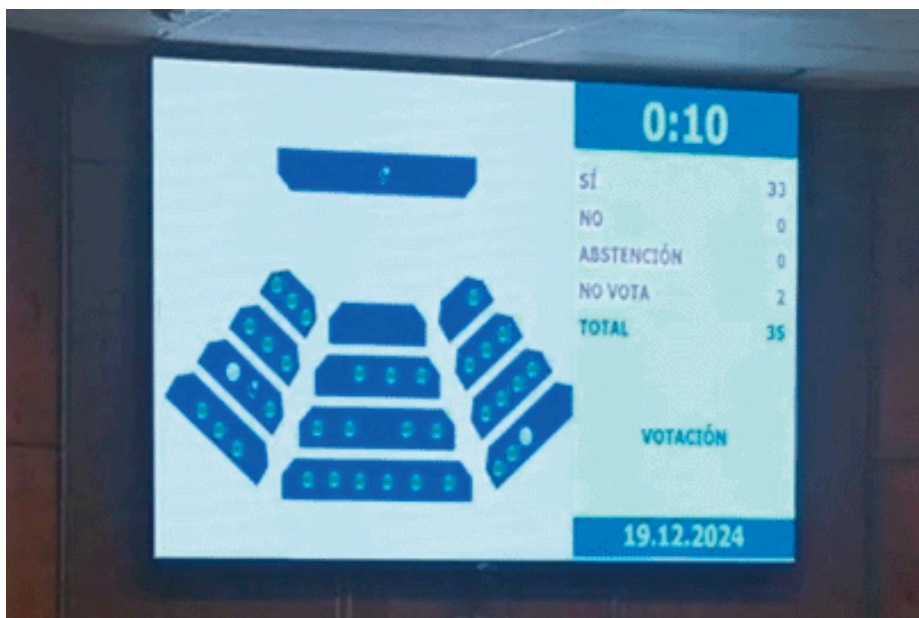 0:10
SÍ 33
NO 0
ABSTENCIÓN 0
NO VOTA 2
TOTAL 35
VOTACIÓN
19.12.2024